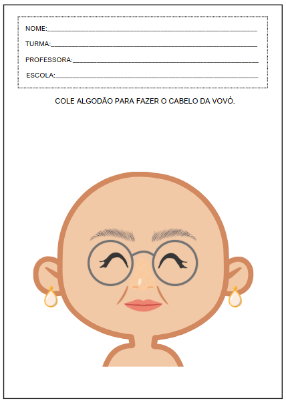 NOME:
TURMA:
PROFESSORA:
ESCOLA:
COLE ALGODÃO PARA FAZER O CABELO DA VOVÓ.